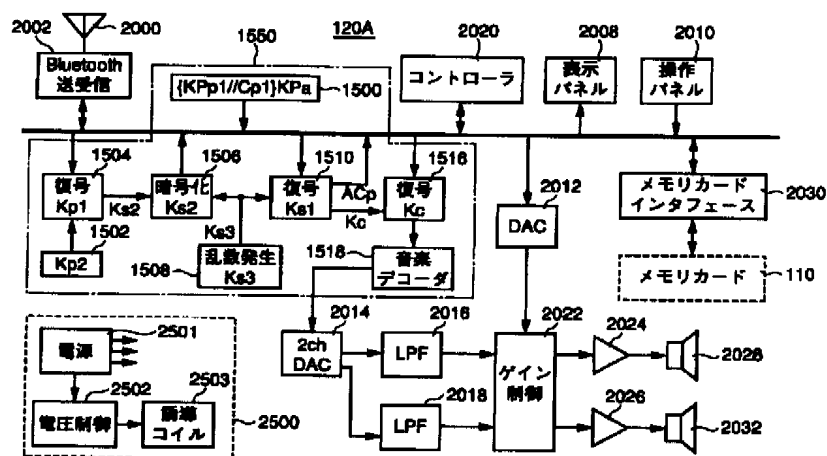 2002
2000
Bluetooth
送受信
1550
{KPp1//Cp1}KPa
1500
120A
2020
コントローラ
2008
表示
パネル
2010
操作
パネル
1504
復号
Kp1
Ks2
1506
暗号化
Ks2
Ks3
1510
復号
Ks1
ACp
Kc
1516
復号
Kc
1502
Kp2
1508
乱数発生
Ks3
1518
音楽
デコーダ
2012
DAC
メモリカード
インタフェース
2030
メモリカード
110
2501
電源
2502
電圧制御
2503
誘導
コイル
2500
2014
2ch
DAC
2016
LPF
2018
LPF
2022
ゲイン
制御
2024
2028
2026
2032